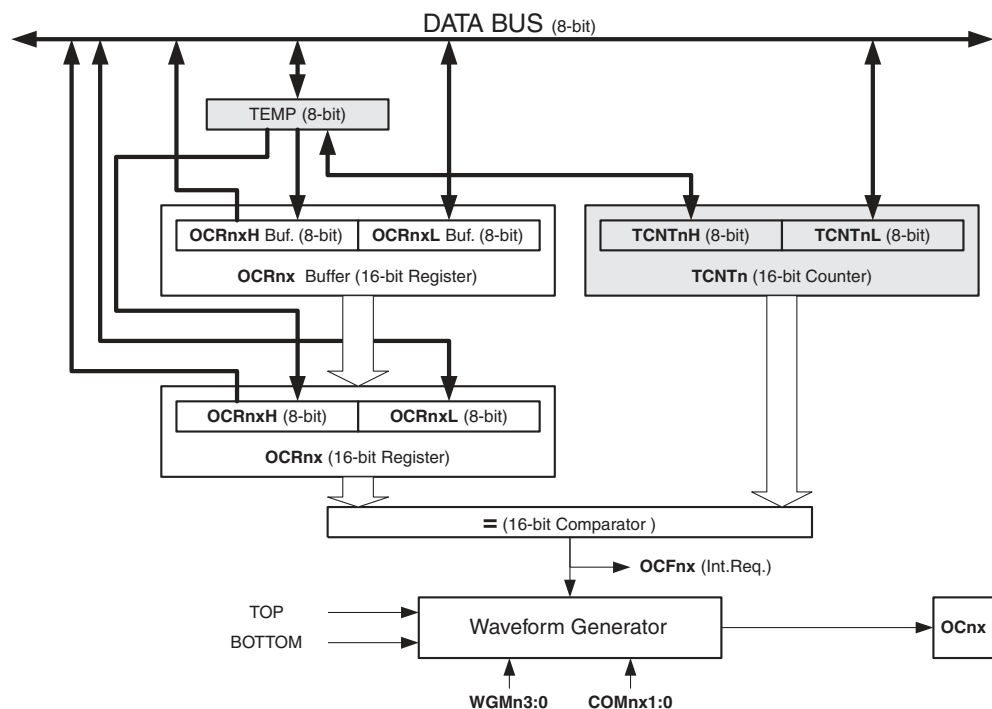 DATA BUS (8-bit)
TEMP (8-bit)
OCRnxH Buf. (8-bit)
OCRnxL Buf. (8-bit)
OCRnx Buffer (16-bit Register)
TCNTnH (8-bit)
TCNTnL (8-bit)
TCNTn (16-bit Counter)
OCRnxH (8-bit)
OCRnxL (8-bit)
OCRnx (16-bit Register)
= (16-bit Comparator )
OCFnx (Int.Req.)
TOP
BOTTOM
Waveform Generator
OCnx
WGMn3:0
COMnx1:0